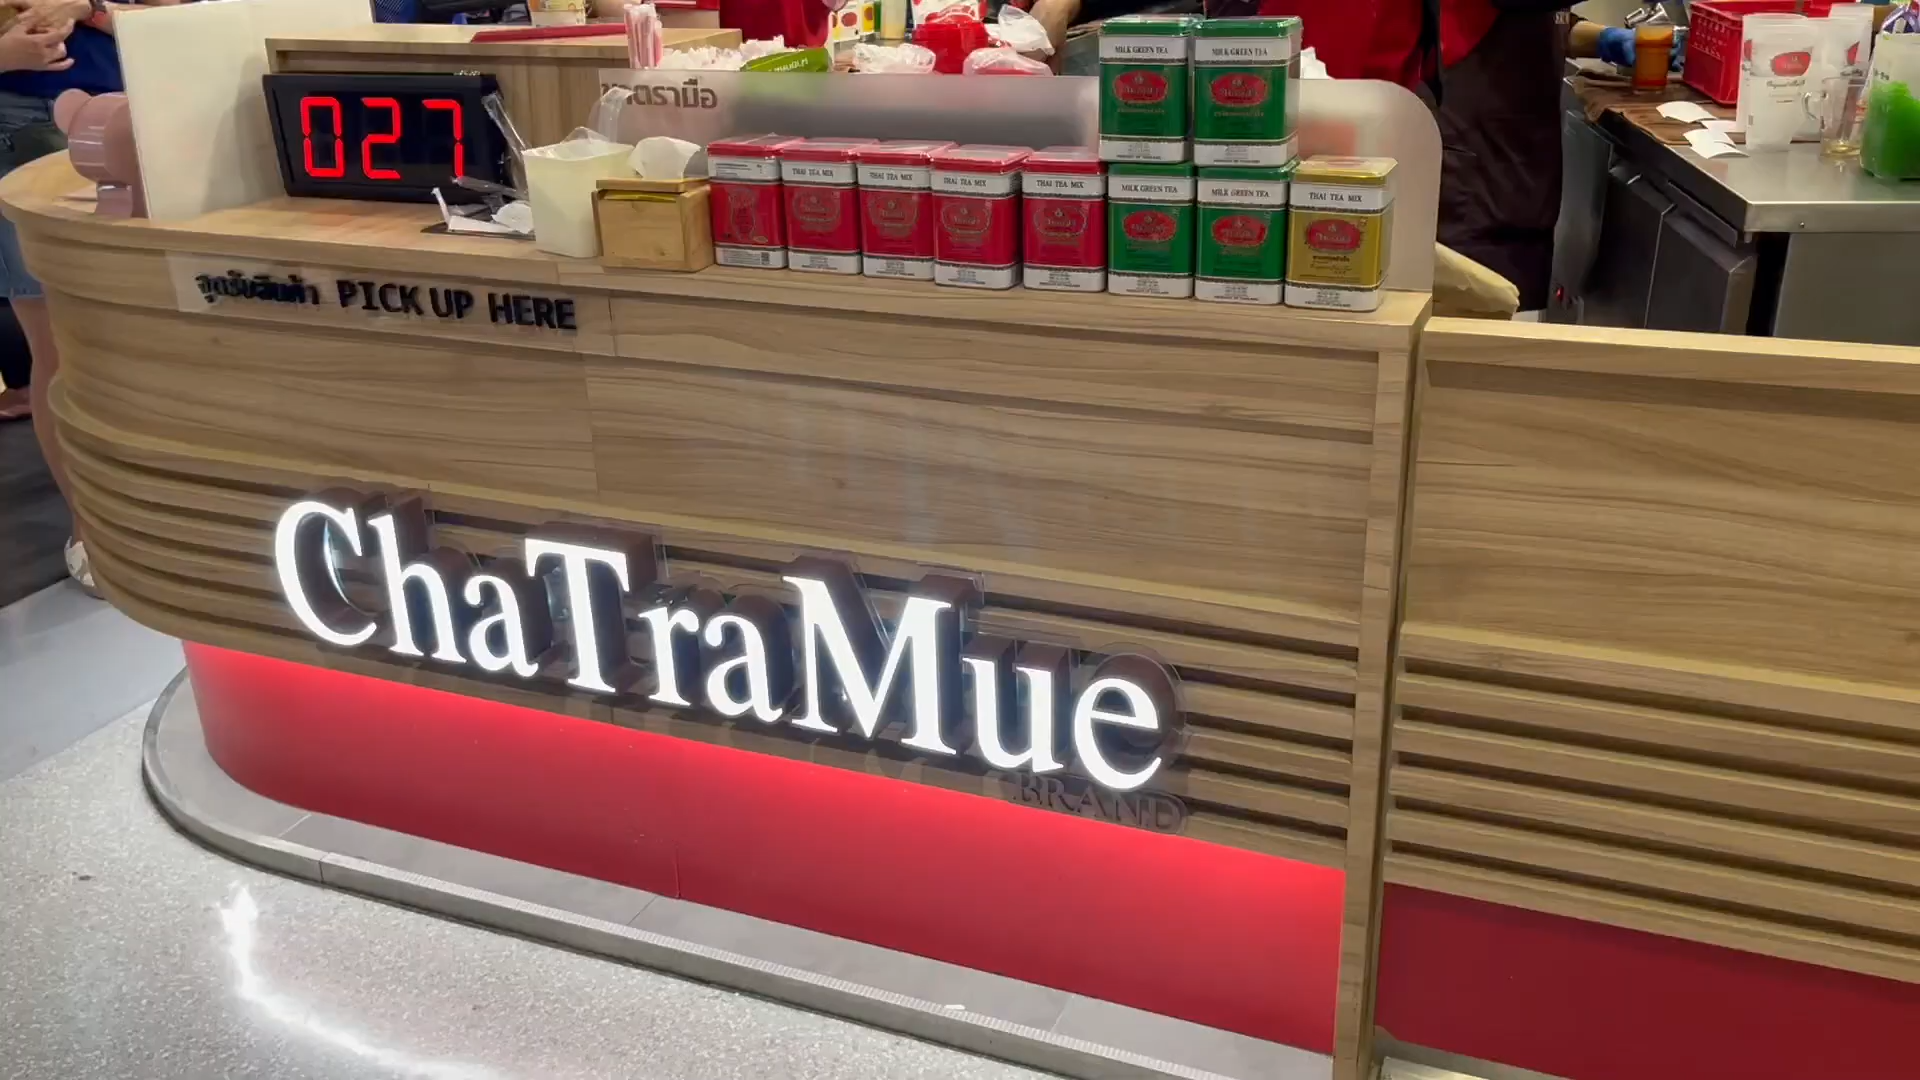 027
ตรามือ
MILK GREEN TEA
MILK GREEN TEA
THAI TEA MIX
THAI TEA MIX
THAI TEA MIX
THAI TEA MIX
MILK GREEN TEA
MILK GREEN TEA
THAI TEA MIX
จุดรับสินค้า PICK UP HERE
ChaTraMue
BRAND